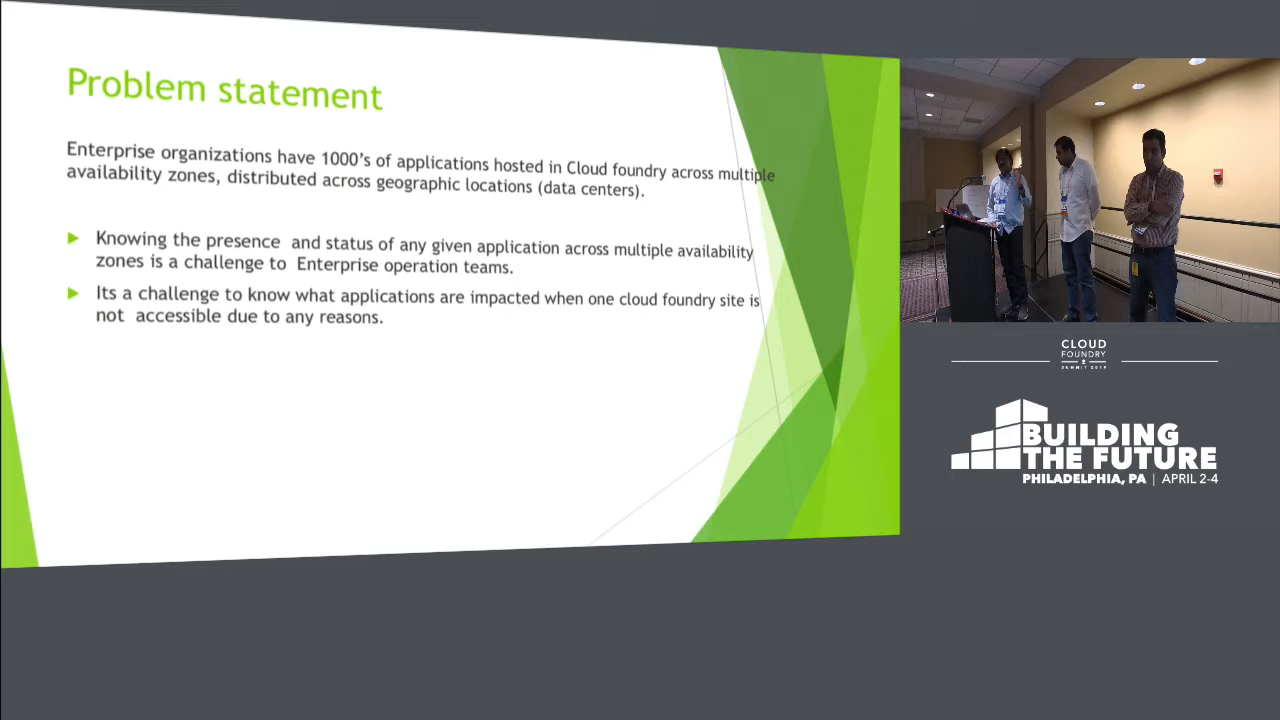 Problem statement
Enterprise organizations have 1000's of applications hosted in Cloud foundry across multiple
availability zones, distributed across geographic locations (data centers).
Knowing the presence and status of any given application across multiple availability
zones is a challenge to Enterprise operation teams.
Its a challenge to know what applications are impacted when one cloud foundry site is
not accessible due to any reasons.
CLOUD
FOUNDRY
SUMMIT 2019
BUILDING
THE FUTURE
PHILADELPHIA, PA | APRIL 2-4